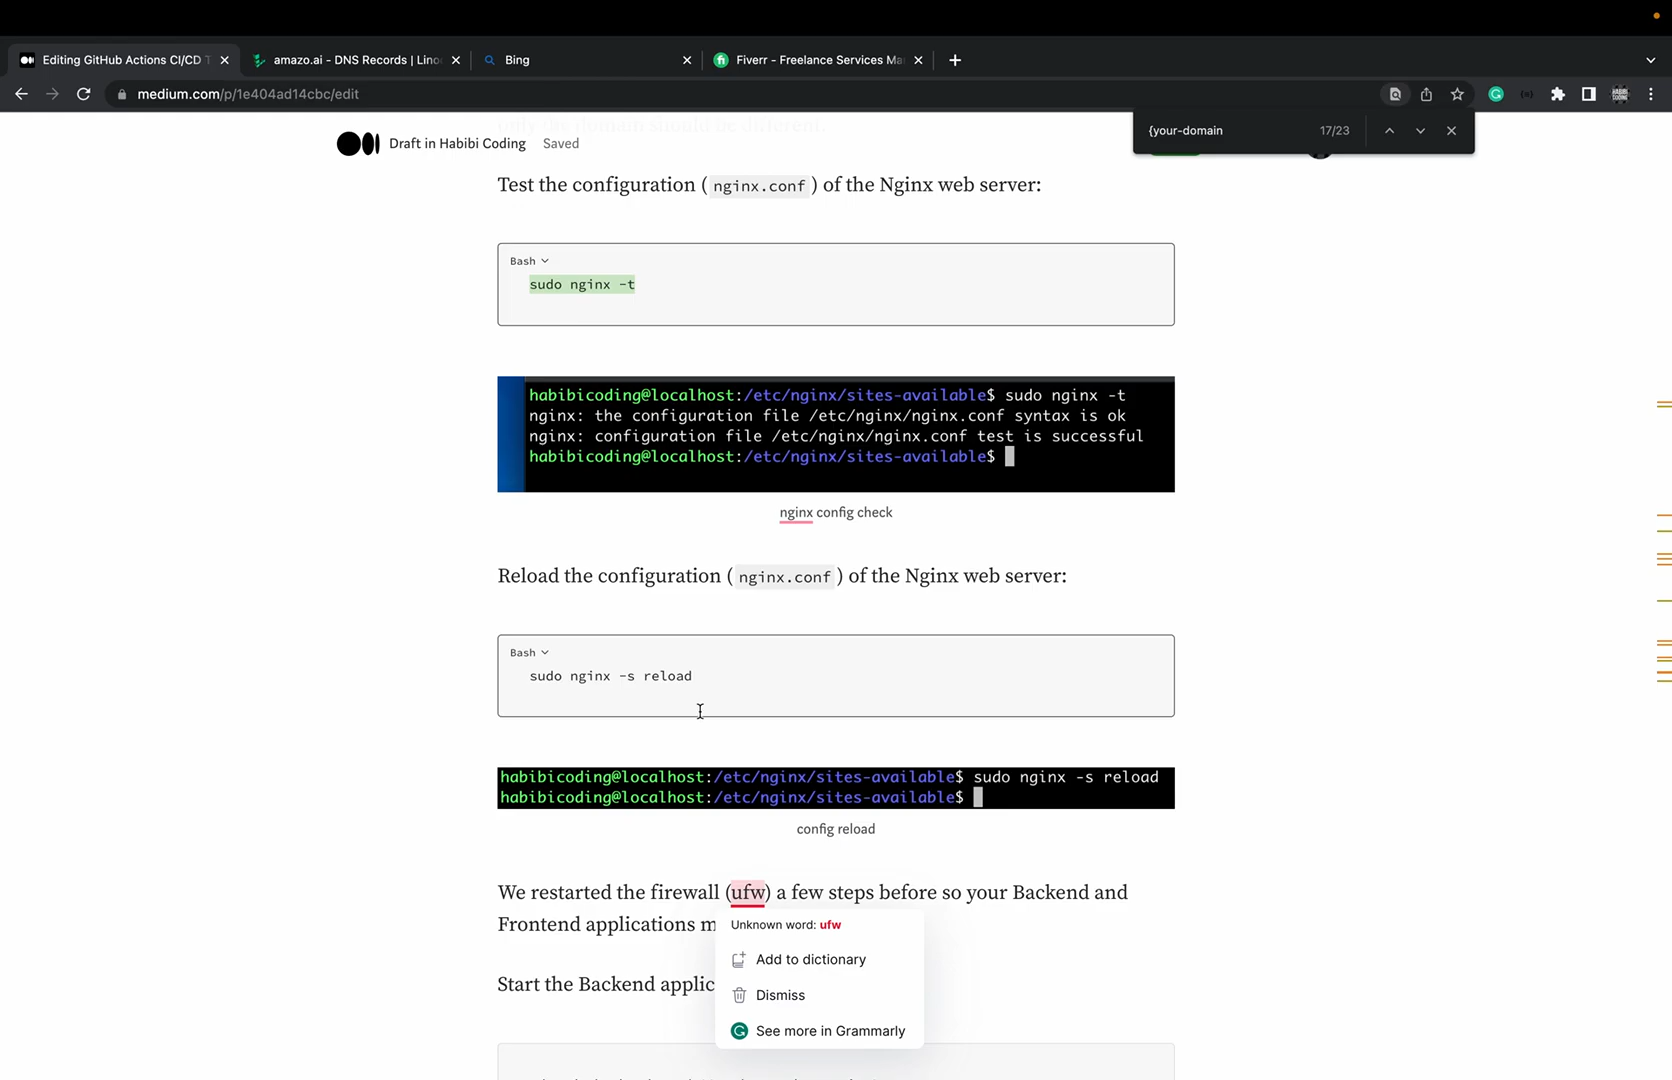 Editing GitHub Actions CI/CD T
amazo.ai - DNS Records | Lino
Bing
Fiverr - Freelance Services Ma
medium.com/p/1e404ad14cbc/edit
only the domain should be different.
{your-domain 17/23
Draft in Habibi Coding Saved
Test the configuration ( nginx.conf ) of the Nginx web server:
Bash
sudo nginx -t
habibicoding@localhost:/etc/nginx/sites-available$ sudo nginx -t
nginx: the configuration file /etc/nginx/nginx.conf syntax is ok
nginx: configuration file /etc/nginx/nginx.conf test is successful
habibicoding@localhost:/etc/nginx/sites-available$
nginx config check
Reload the configuration ( nginx.conf ) of the Nginx web server:
Bash
sudo nginx -s reload
habibicoding@localhost:/etc/nginx/sites-available$ sudo nginx -s reload
habibicoding@localhost:/etc/nginx/sites-available$
config reload
We restarted the firewall (ufw) a few steps before so your Backend and
Frontend applications m
Unknown word: ufw
Add to dictionary
Start the Backend applic
Dismiss
See more in Grammarly